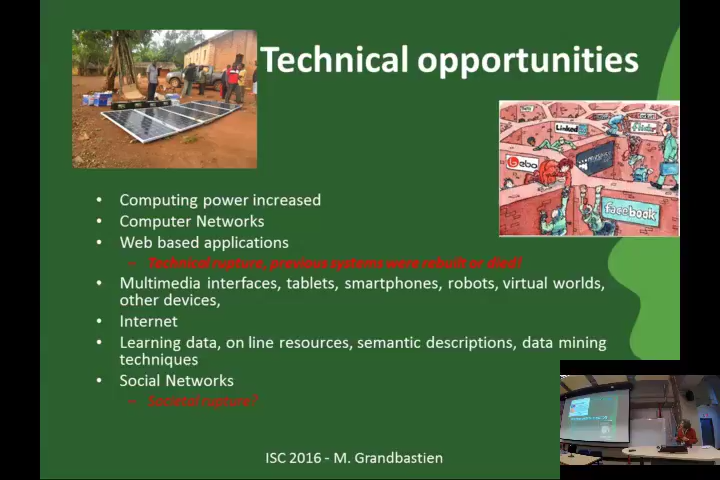 Technical opportunities
Linked
flickr
facebook
• Computing power increased
• Computer Networks
• Web based applications
– Technical rupture, previous systems were rebuilt or died!
• Multimedia interfaces, tablets, smartphones, robots, virtual worlds,
other devices,
• Internet
• Learning data, on line resources, semantic descriptions, data mining
techniques
• Social Networks
– Societal rupture?
ISC 2016 - M. Grandbastien